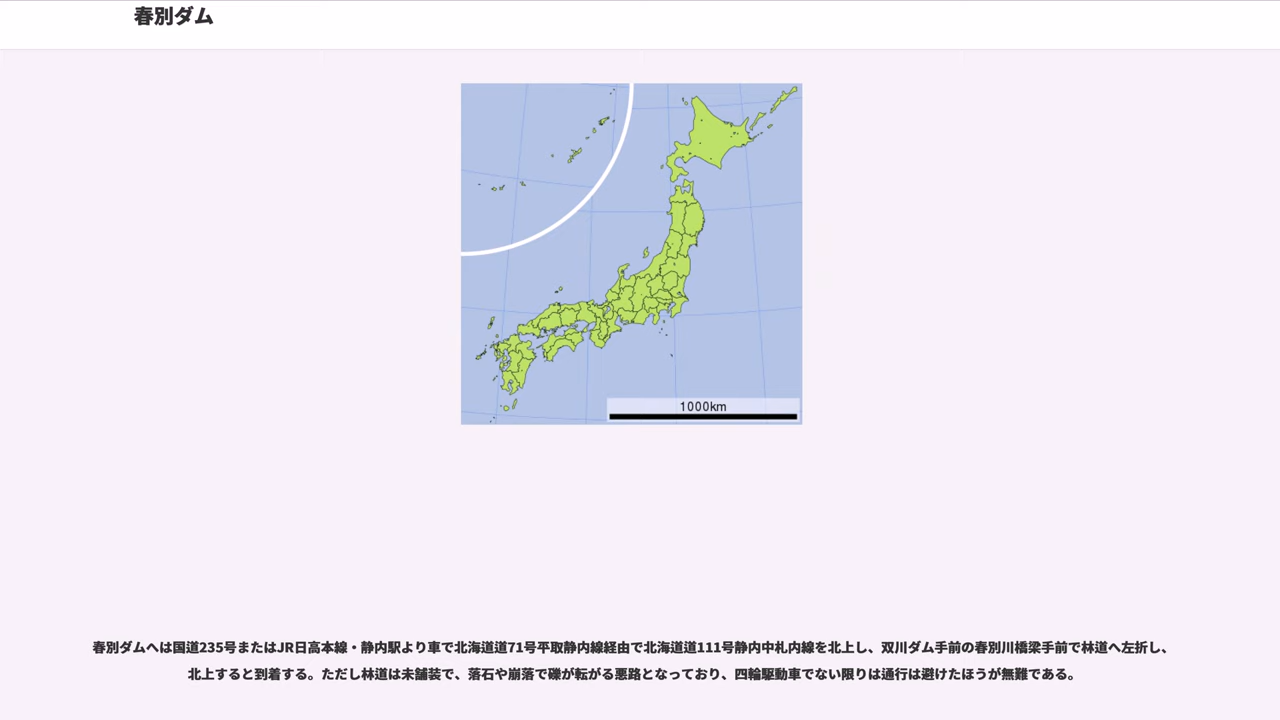 春別ダム
1000km
春別ダムへは国道235号またはJR日高本線・静内駅より車で北海道道71号平取静内線経由で北海道道111号静内中札内線を北上し、双川ダム手前の春別川橋梁手前で林道へ左折し、
北上すると到着する。ただし林道は未舗装で、落石や崩落で礫が転がる悪路となっており、四輪駆動車でない限りは通行は避けたほうが無難である。